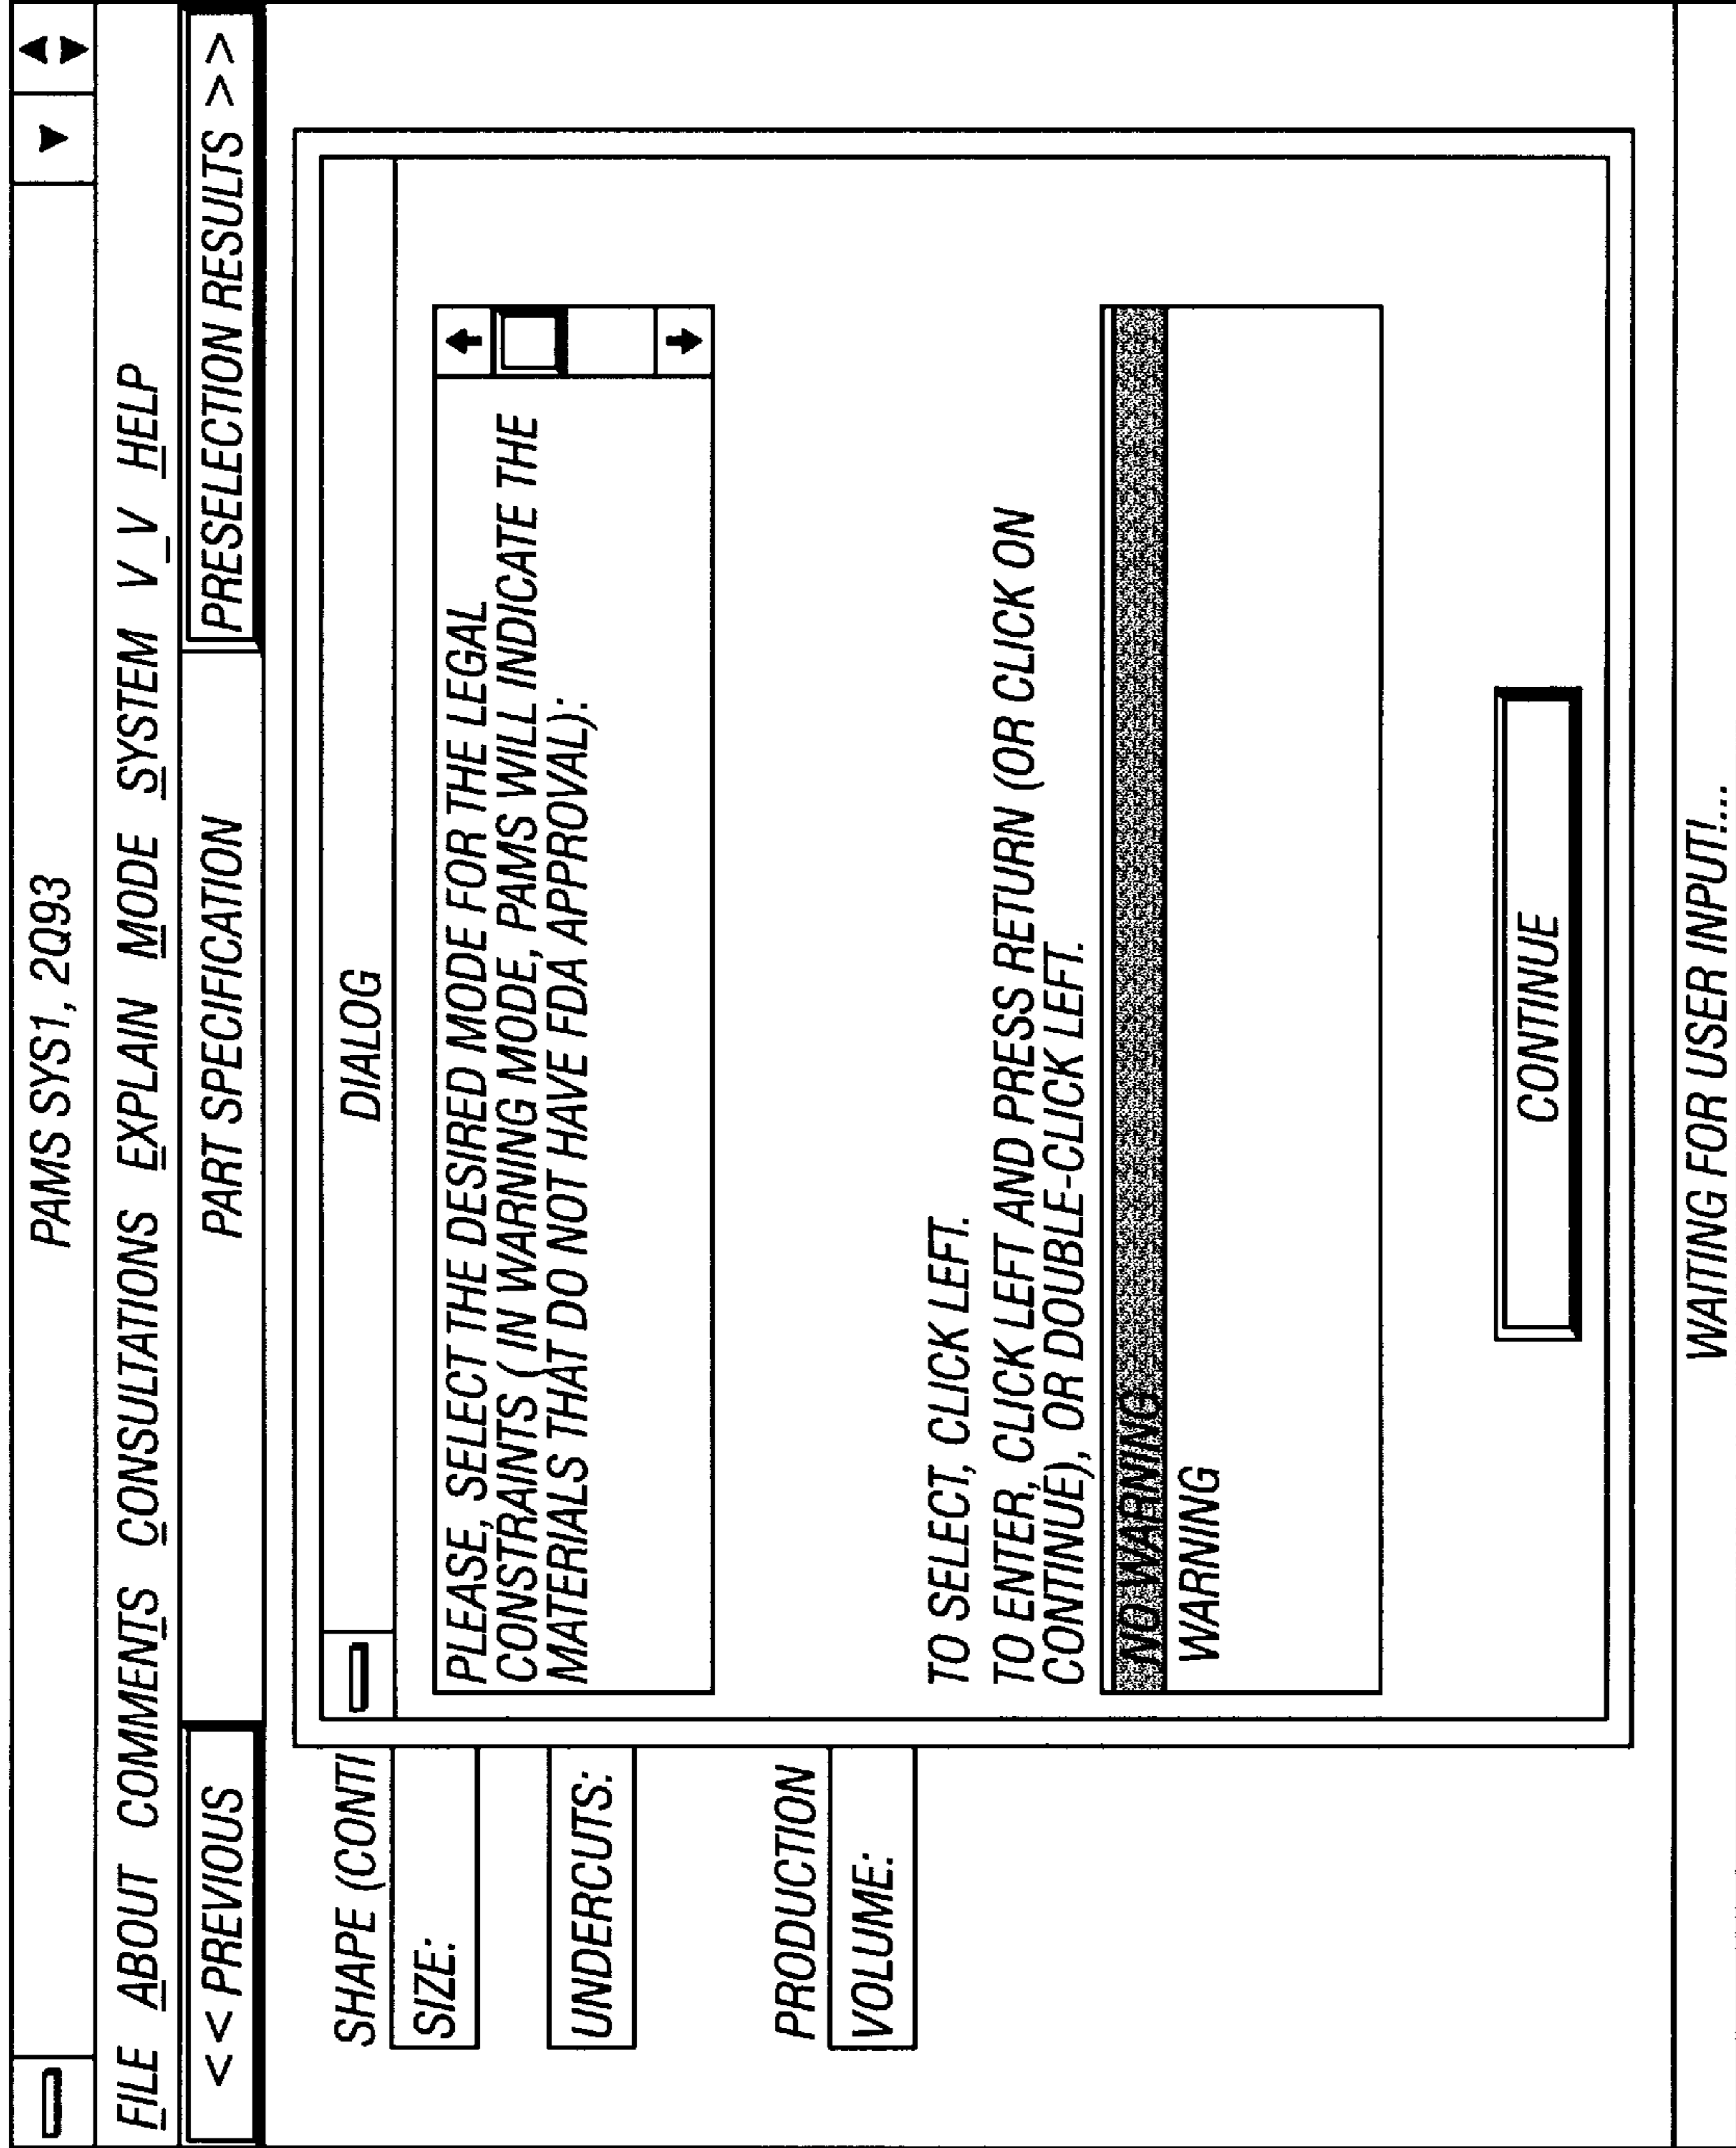 PAMS SYS1, 2Q93
FILE ABOUT COMMENTS CONSULTATIONS EXPLAIN MODE SYSTEM V_V HELP
<< PREVIOUS PART SPECIFICATION PRESELECTION RESULTS >>
SHAPE (CONTI
SIZE:
UNDERCUTS:
PRODUCTION
VOLUME:
DIALOG
PLEASE, SELECT THE DESIRED MODE FOR THE LEGAL
CONSTRAINTS ( IN WARNING MODE, PAMS WILL INDICATE THE
MATERIALS THAT DO NOT HAVE FDA APPROVAL):
TO SELECT, CLICK LEFT.
TO ENTER, CLICK LEFT AND PRESS RETURN (OR CLICK ON
CONTINUE), OR DOUBLE-CLICK LEFT.
NO WARNING
WARNING
CONTINUE
WAITING FOR USER INPUT!...